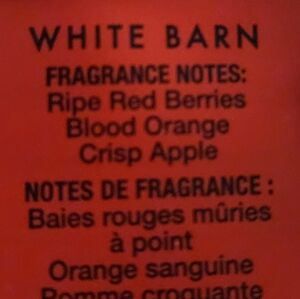 WHITE BARN
FRAGRANCE NOTES:
Ripe Red Berries
Blood Orange
Crisp Apple
NOTES DE FRAGRANCE :
Baies rouges mûries
à point
Orange sanguine
Pomme croquante